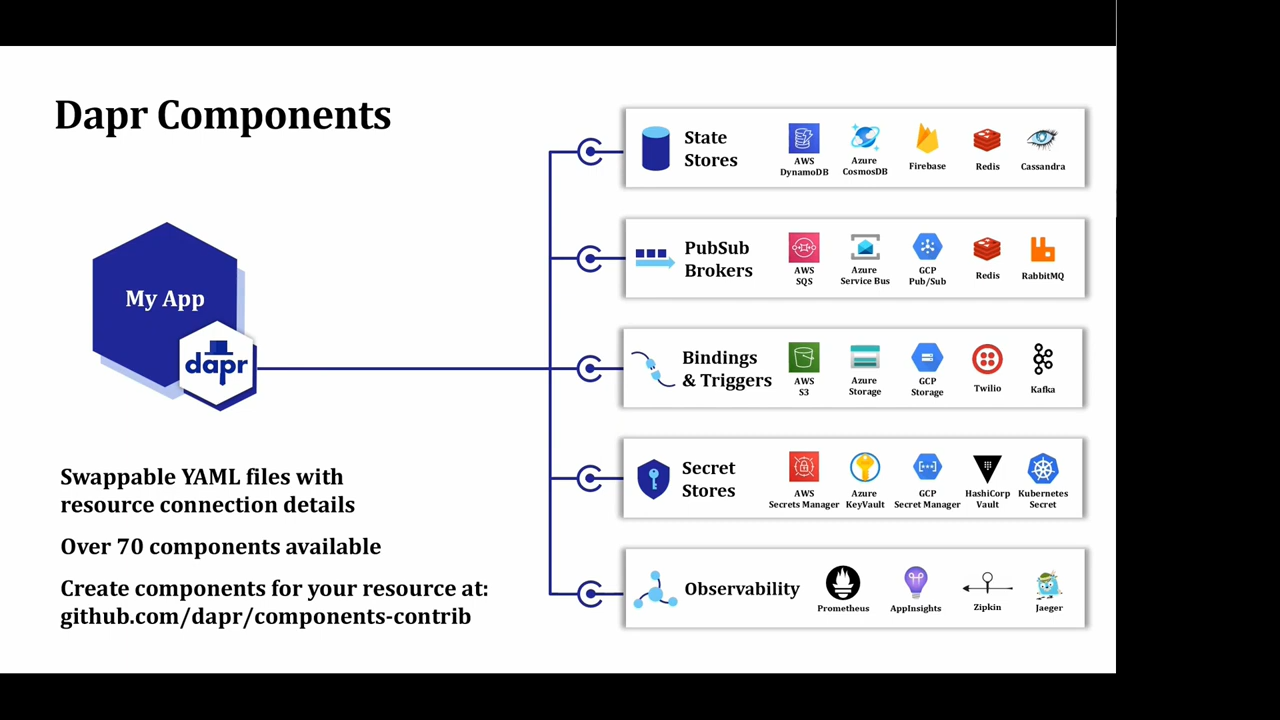 Dapr Components
My App
dapr
Swappable YAML files with
resource connection details
Over 70 components available
Create components for your resource at:
github.com/dapr/components-contrib
State
Stores
AWS
DynamoDB
Azure
CosmosDB
Firebase
Redis
Cassandra
PubSub
Brokers
AWS
SQS
Azure
Service Bus
GCP
Pub/Sub
Redis
RabbitMQ
Bindings
& Triggers
AWS
S3
Azure
Storage
GCP
Storage
Twilio
Kafka
Secret
Stores
AWS
Secrets Manager
Azure
KeyVault
GCP
Secret Manager
HashiCorp
Vault
Kubernetes
Secret
Observability
Prometheus
AppInsights
Zipkin
Jaeger